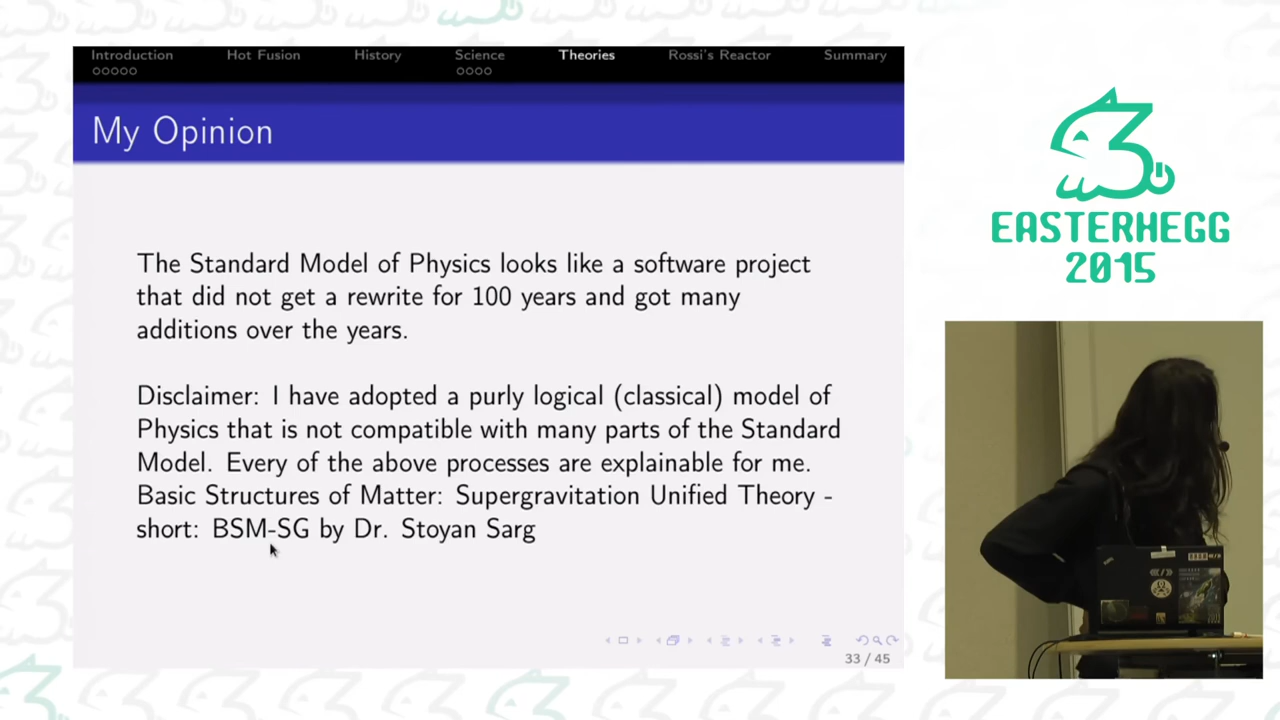 Introduction Hot Fusion History Science Theories Rossi's Reactor Summary
My Opinion
The Standard Model of Physics looks like a software project
that did not get a rewrite for 100 years and got many
additions over the years.
Disclaimer: I have adopted a purly logical (classical) model of
Physics that is not compatible with many parts of the Standard
Model. Every of the above processes are explainable for me.
Basic Structures of Matter: Supergravitation Unified Theory -
short: BSM-SG by Dr. Stoyan Sarg
33 / 45
EASTERHEGG
2015